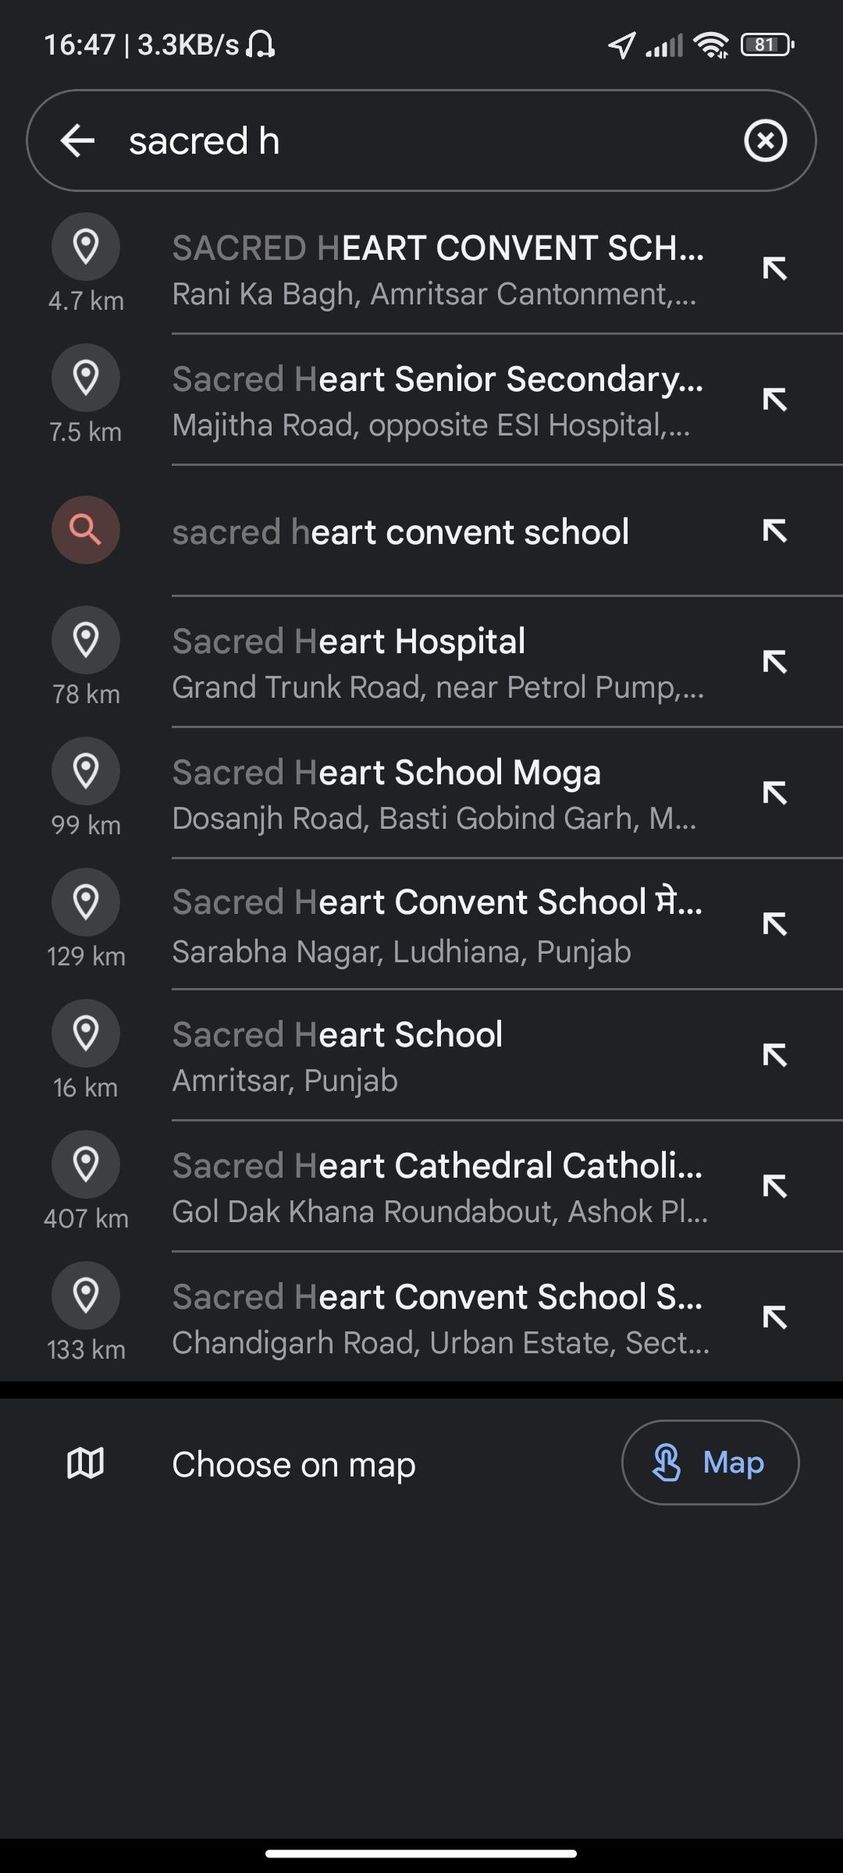 16:47 | 3.3KB/s
81
sacred h
SACRED HEART CONVENT SCH...
4.7 km
Rani Ka Bagh, Amritsar Cantonment,...
Sacred Heart Senior Secondary...
7.5 km
Majitha Road, opposite ESI Hospital,...
sacred heart convent school
Sacred Heart Hospital
78 km
Grand Trunk Road, near Petrol Pump,...
Sacred Heart School Moga
99 km
Dosanjh Road, Basti Gobind Garh, M...
Sacred Heart Convent School ਸੇ...
129 km
Sarabha Nagar, Ludhiana, Punjab
Sacred Heart School
16 km
Amritsar, Punjab
Sacred Heart Cathedral Catholi...
407 km
Gol Dak Khana Roundabout, Ashok Pl...
Sacred Heart Convent School S...
133 km
Chandigarh Road, Urban Estate, Sect...
Choose on map
Map